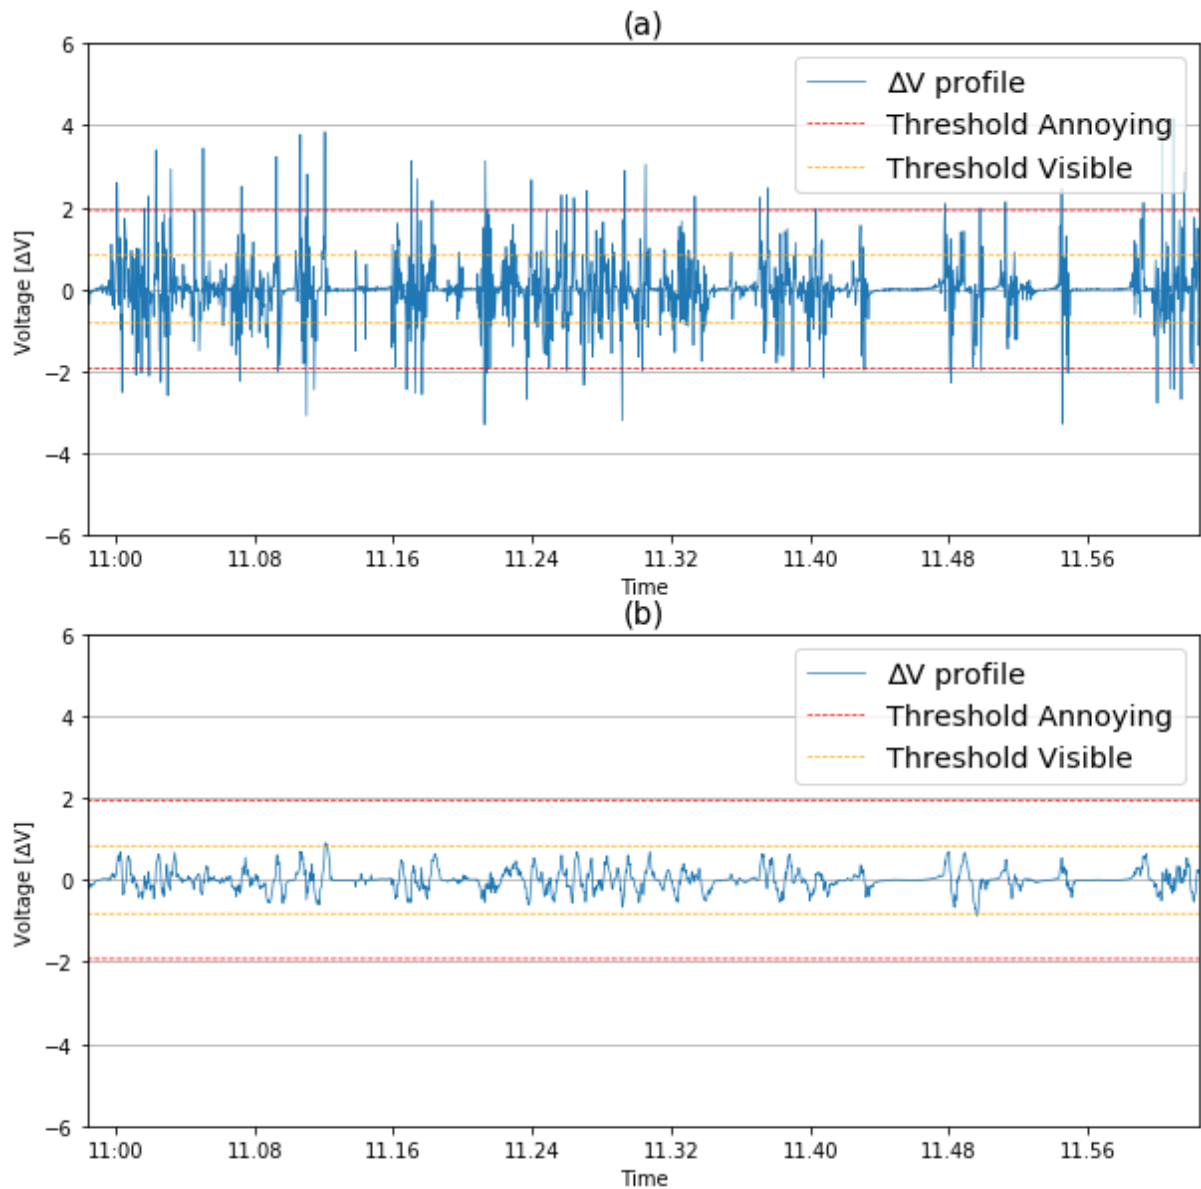 (a)
6
4
2
0
−2
−4
−6
Voltage [ΔV]
ΔV profile
Threshold Annoying
Threshold Visible
11:00 11.08 11.16 11.24 11.32 11.40 11.48 11.56
Time
(b)
6
4
2
0
−2
−4
−6
Voltage [ΔV]
ΔV profile
Threshold Annoying
Threshold Visible
11:00 11.08 11.16 11.24 11.32 11.40 11.48 11.56
Time